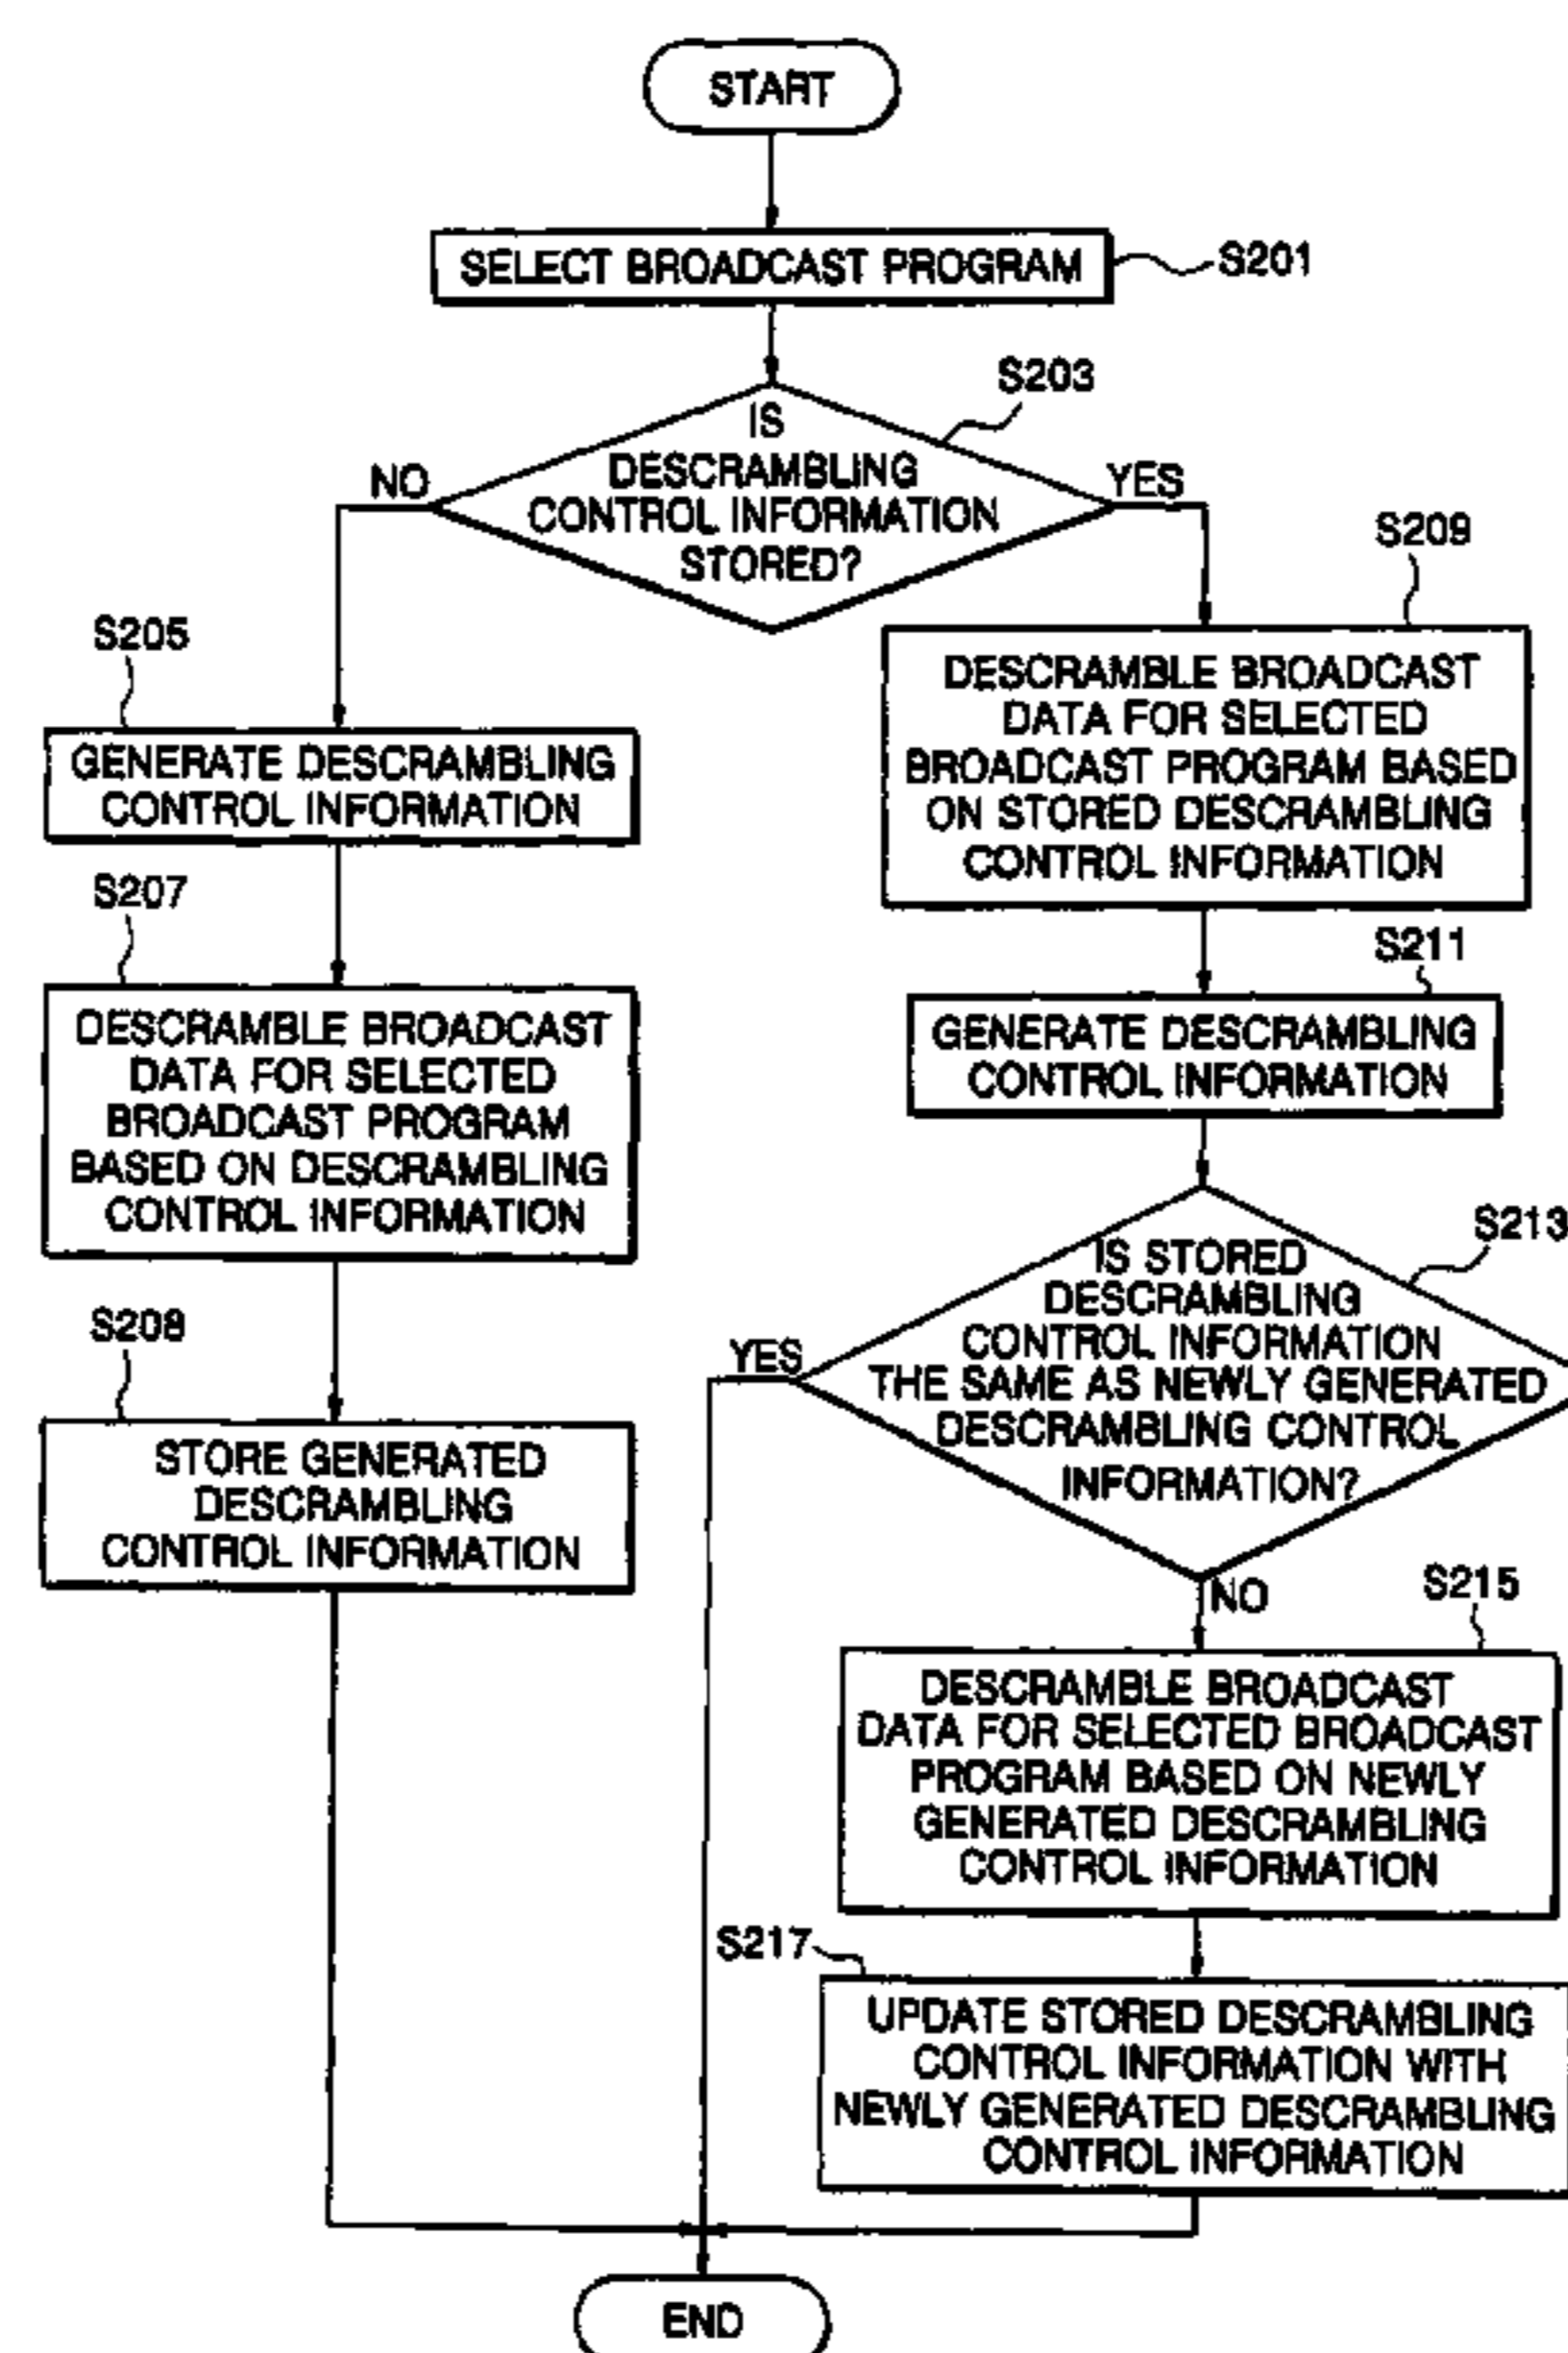 START
SELECT BROADCAST PROGRAM
S201
S203
IS
DESCRAMBLING
CONTROL INFORMATION
STORED?
NO
YES
S205
GENERATE DESCRAMBLING
CONTROL INFORMATION
S207
DESCRAMBLE BROADCAST
DATA FOR SELECTED
BROADCAST PROGRAM
BASED ON DESCRAMBLING
CONTROL INFORMATION
S208
STORE GENERATED
DESCRAMBLING
CONTROL INFORMATION
S209
DESCRAMBLE BROADCAST
DATA FOR SELECTED
BROADCAST PROGRAM BASED
ON STORED DESCRAMBLING
CONTROL INFORMATION
S211
GENERATE DESCRAMBLING
CONTROL INFORMATION
S213
IS STORED
DESCRAMBLING
CONTROL INFORMATION
THE SAME AS NEWLY GENERATED
DESCRAMBLING CONTROL
INFORMATION?
YES
NO
S215
DESCRAMBLE BROADCAST
DATA FOR SELECTED BROADCAST
PROGRAM BASED ON NEWLY
GENERATED DESCRAMBLING
CONTROL INFORMATION
S217
UPDATE STORED DESCRAMBLING
CONTROL INFORMATION WITH
NEWLY GENERATED DESCRAMBLING
CONTROL INFORMATION
END